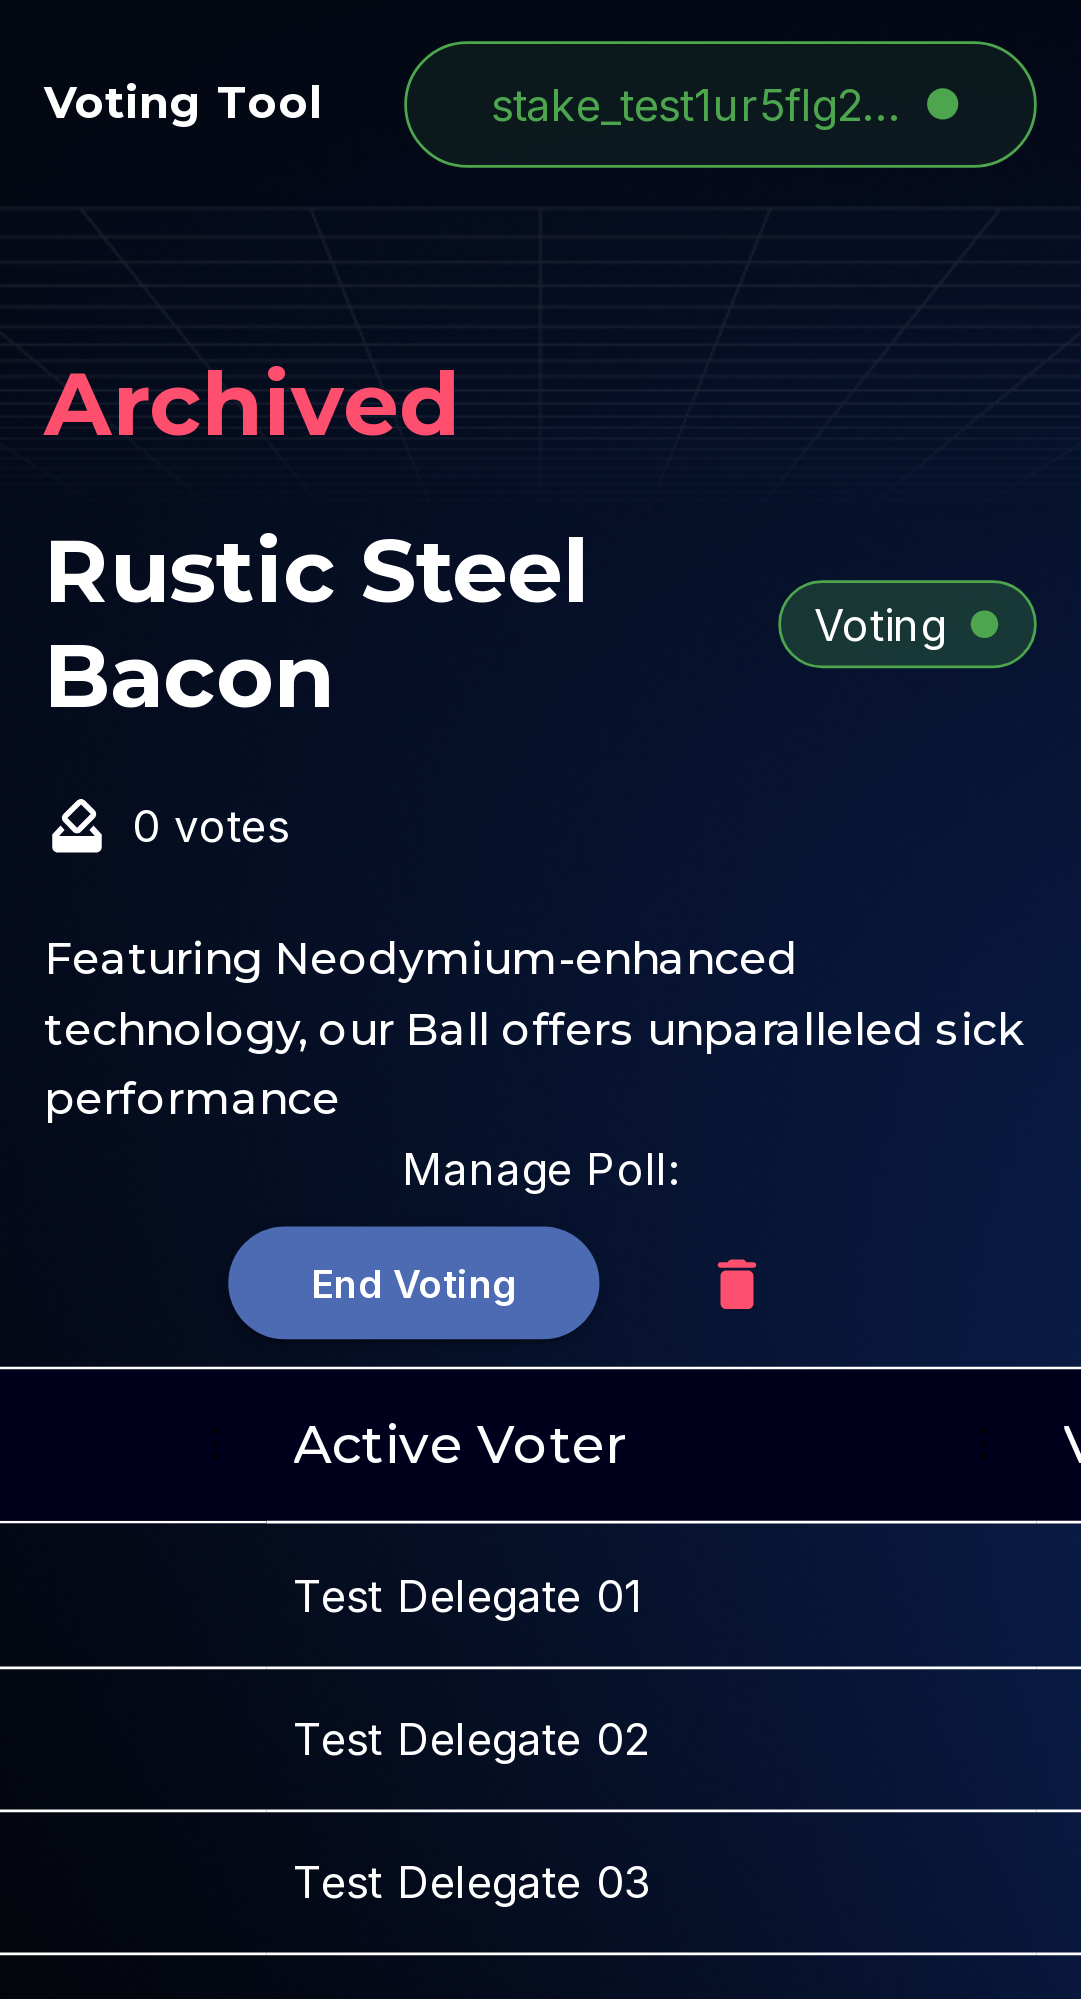 Voting Tool
stake_test1ur5flg2...
Archived
Rustic Steel
Bacon
Voting
0 votes
Featuring Neodymium-enhanced
technology, our Ball offers unparalleled sick
performance
Manage Poll:
End Voting
Active Voter
Test Delegate 01
Test Delegate 02
Test Delegate 03